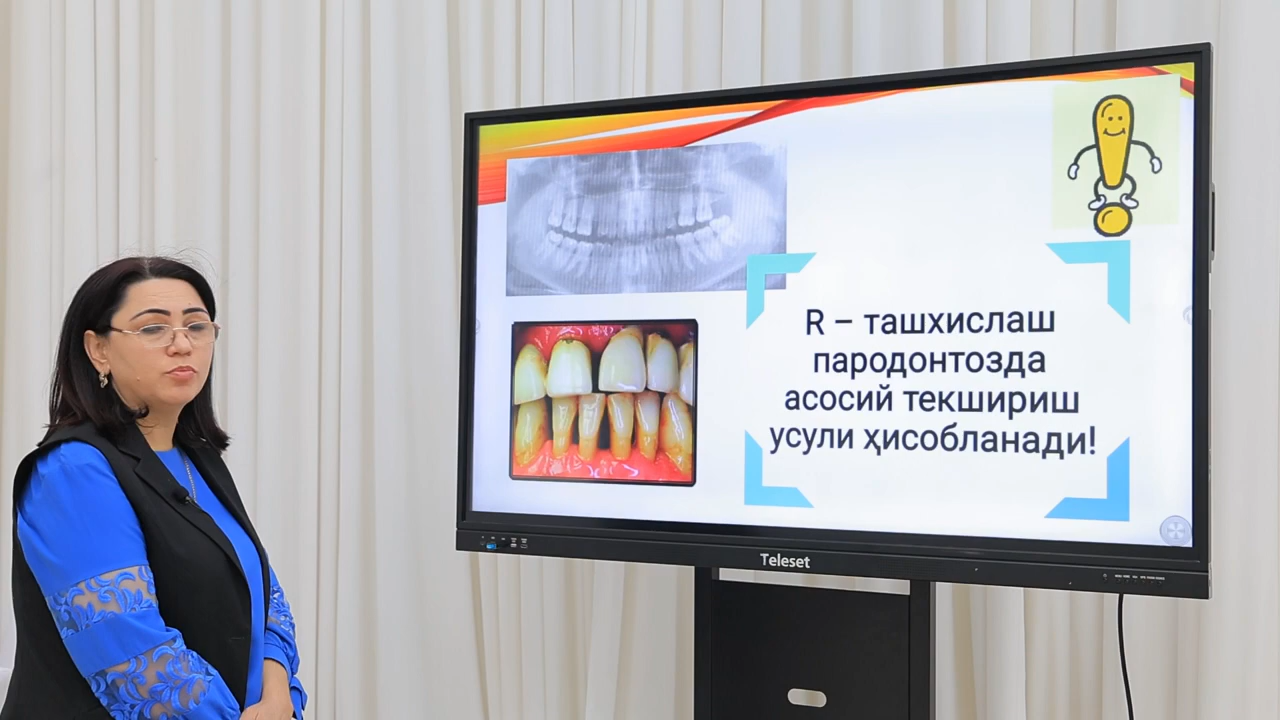 R – ташхислаш
пародонтозда
асосий текшириш
усули ҳисобланади!
Teleset